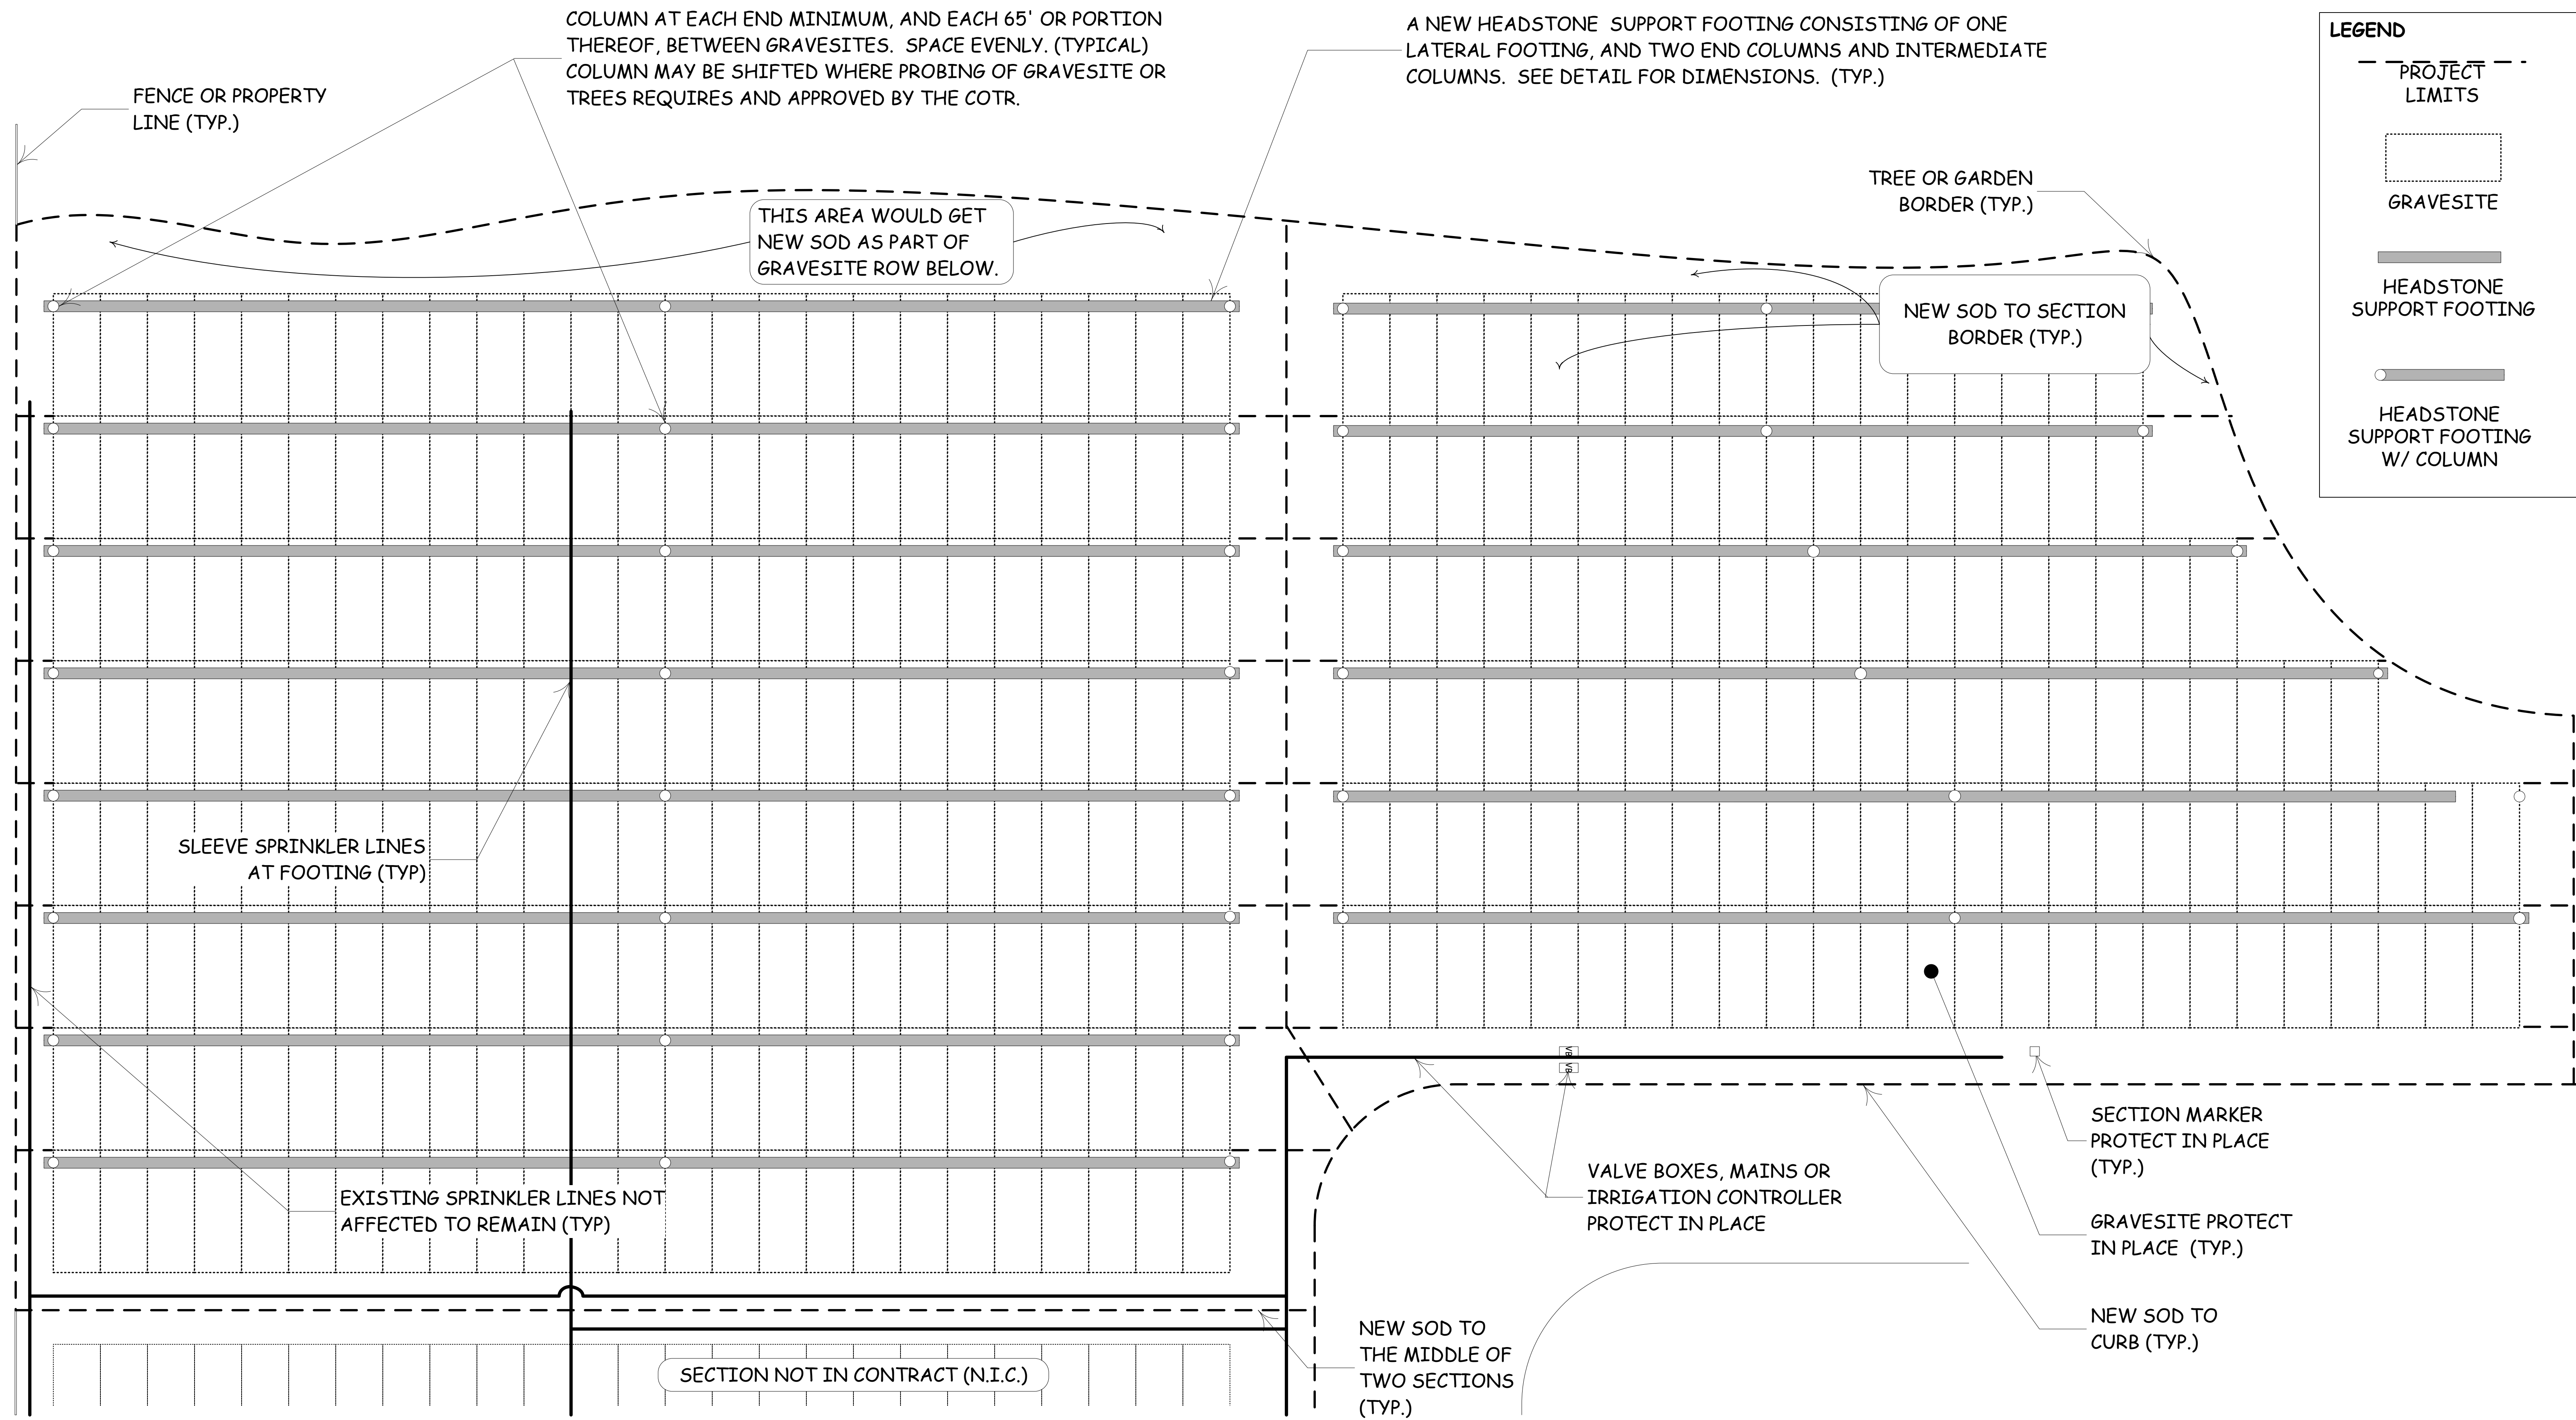 COLUMN AT EACH END MINIMUM, AND EACH 65' OR PORTION
THEREOF, BETWEEN GRAVESITES. SPACE EVENLY. (TYPICAL)
COLUMN MAY BE SHIFTED WHERE PROBING OF GRAVESITE OR
TREES REQUIRES AND APPROVED BY THE COTR.
A NEW HEADSTONE SUPPORT FOOTING CONSISTING OF ONE
LATERAL FOOTING, AND TWO END COLUMNS AND INTERMEDIATE
COLUMNS. SEE DETAIL FOR DIMENSIONS. (TYP.)
LEGEND
PROJECT
LIMITS
GRAVESITE
HEADSTONE
SUPPORT FOOTING
HEADSTONE
SUPPORT FOOTING
W/ COLUMN
FENCE OR PROPERTY
LINE (TYP.)
TREE OR GARDEN
BORDER (TYP.)
THIS AREA WOULD GET
NEW SOD AS PART OF
GRAVESITE ROW BELOW.
NEW SOD TO SECTION
BORDER (TYP.)
SLEEVE SPRINKLER LINES
AT FOOTING (TYP)
VB
VB
SECTION MARKER
PROTECT IN PLACE
(TYP.)
VALVE BOXES, MAINS OR
IRRIGATION CONTROLLER
PROTECT IN PLACE
EXISTING SPRINKLER LINES NOT
AFFECTED TO REMAIN (TYP)
GRAVESITE PROTECT
IN PLACE (TYP.)
NEW SOD TO
CURB (TYP.)
NEW SOD TO
THE MIDDLE OF
TWO SECTIONS
(TYP.)
SECTION NOT IN CONTRACT (N.I.C.)